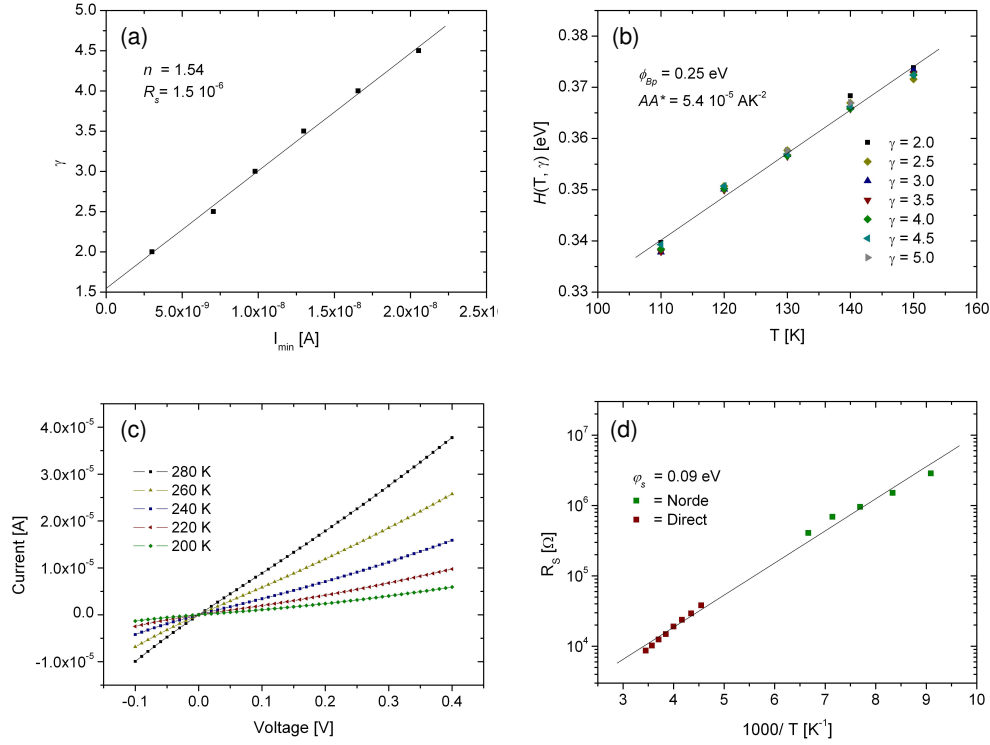 (a)
n = 1.54
R_s = 1.5 10^-6
γ
5.0
4.5
4.0
3.5
3.0
2.5
2.0
1.5
0.0
5.0x10^-9
1.0x10^-8
1.5x10^-8
2.0x10^-8
I_min [A]
(b)
ϕ_Bp = 0.25 eV
AA* = 5.4 10^-5 AK^-2
H(T, γ) [eV]
0.38
0.37
0.36
0.35
0.34
0.33
γ = 2.0
γ = 2.5
γ = 3.0
γ = 3.5
γ = 4.0
γ = 4.5
γ = 5.0
100
110
120
130
140
150
160
T [K]
(c)
280 K
260 K
240 K
220 K
200 K
Current [A]
4.0x10^-5
3.0x10^-5
2.0x10^-5
1.0x10^-5
0.0
-1.0x10^-5
-0.1
0.0
0.1
0.2
0.3
0.4
Voltage [V]
(d)
φ_s = 0.09 eV
= Norde
= Direct
R_S [Ω]
10^7
10^6
10^5
10^4
3
4
5
6
7
8
9
10
1000/ T [K^-1]